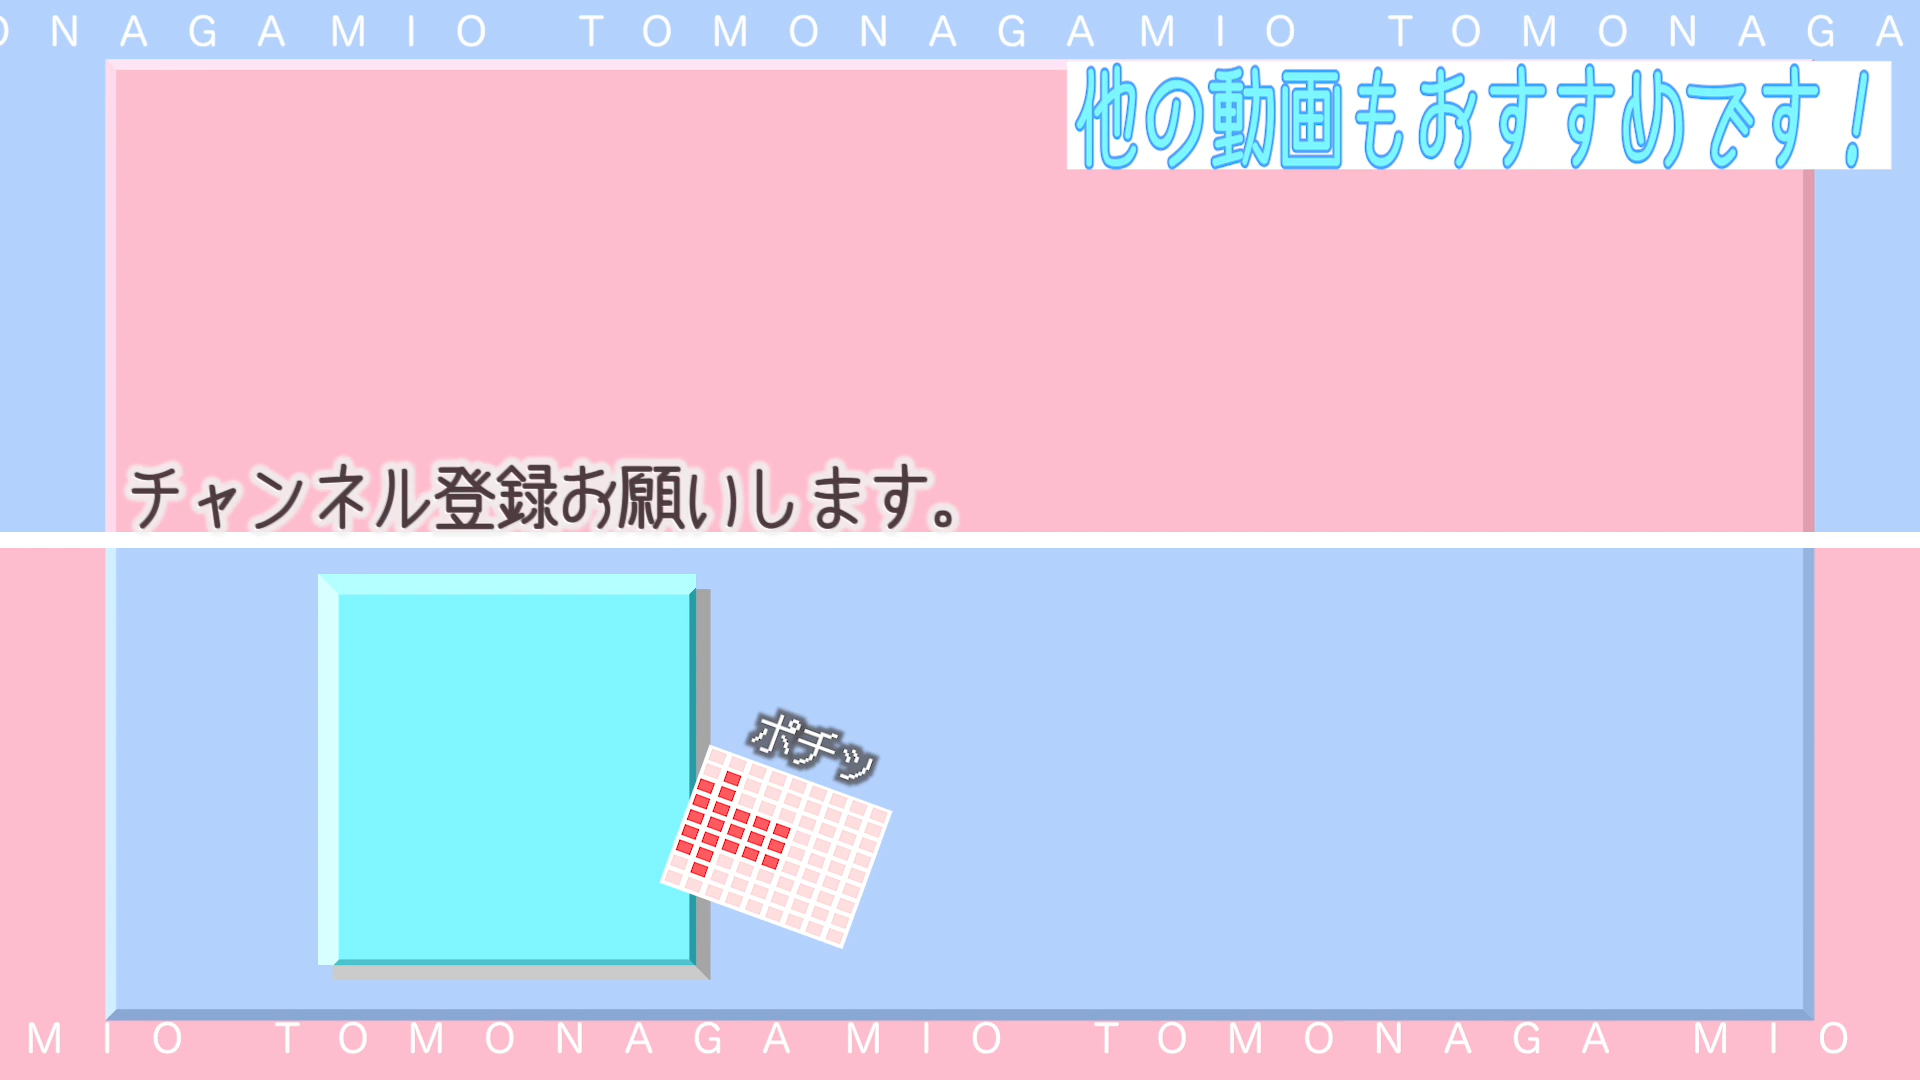 O N A G A M I O  T O M O N A G A M I O  T O M O N A G A
他の動画もおすすめです！
チャンネル登録お願いします。
ポチッ
M I O  T O M O N A G A M I O  T O M O N A G A  M I O